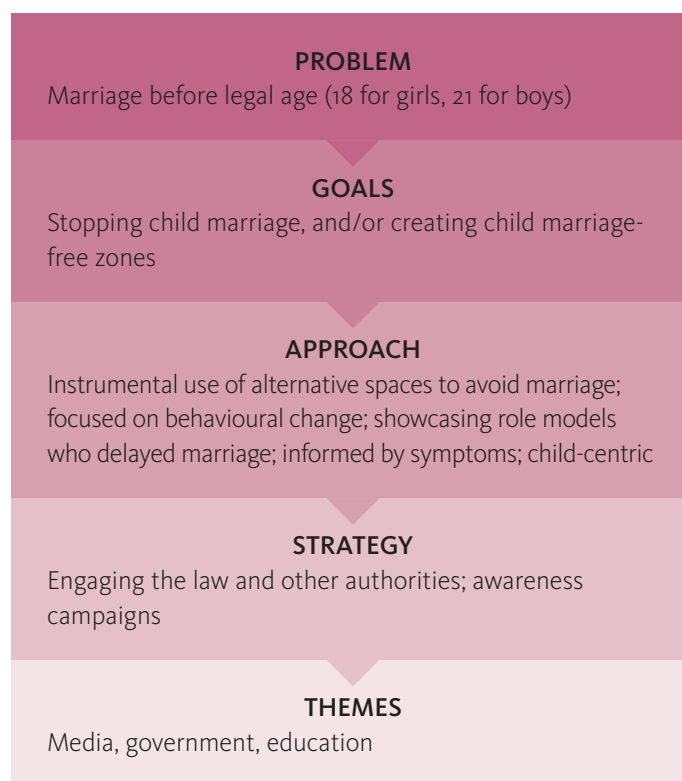 PROBLEM
Marriage before legal age (18 for girls, 21 for boys)
GOALS
Stopping child marriage, and/or creating child marriage-
free zones
APPROACH
Instrumental use of alternative spaces to avoid marriage;
focused on behavioural change; showcasing role models
who delayed marriage; informed by symptoms; child-centric
STRATEGY
Engaging the law and other authorities; awareness
campaigns
THEMES
Media, government, education